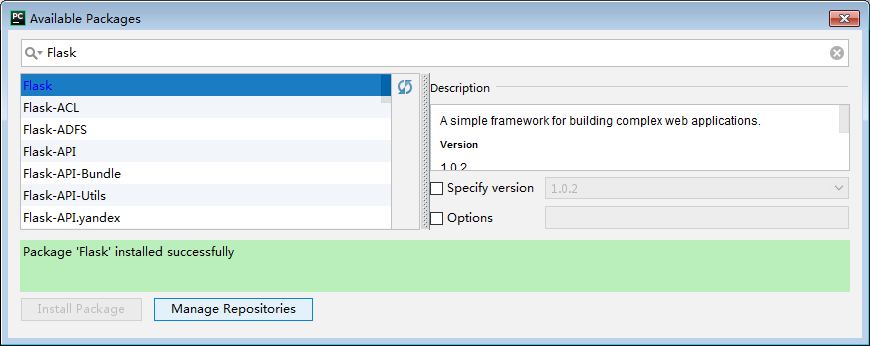 PC Available Packages
Flask
Flask
Flask-ACL
Flask-ADFS
Flask-API
Flask-API-Bundle
Flask-API-Utils
Flask-API.yandex
Description
A simple framework for building complex web applications.
Version
1.0.2
Specify version 1.0.2
Options
Package 'Flask' installed successfully
Install Package Manage Repositories